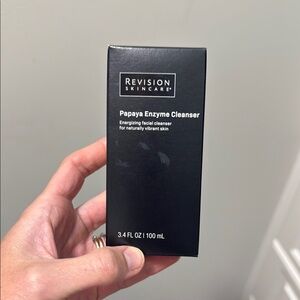 REVISION
SKINCARE®
Papaya Enzyme Cleanser
Energizing facial cleanser
for naturally vibrant skin
3.4 FL OZ | 100 mL